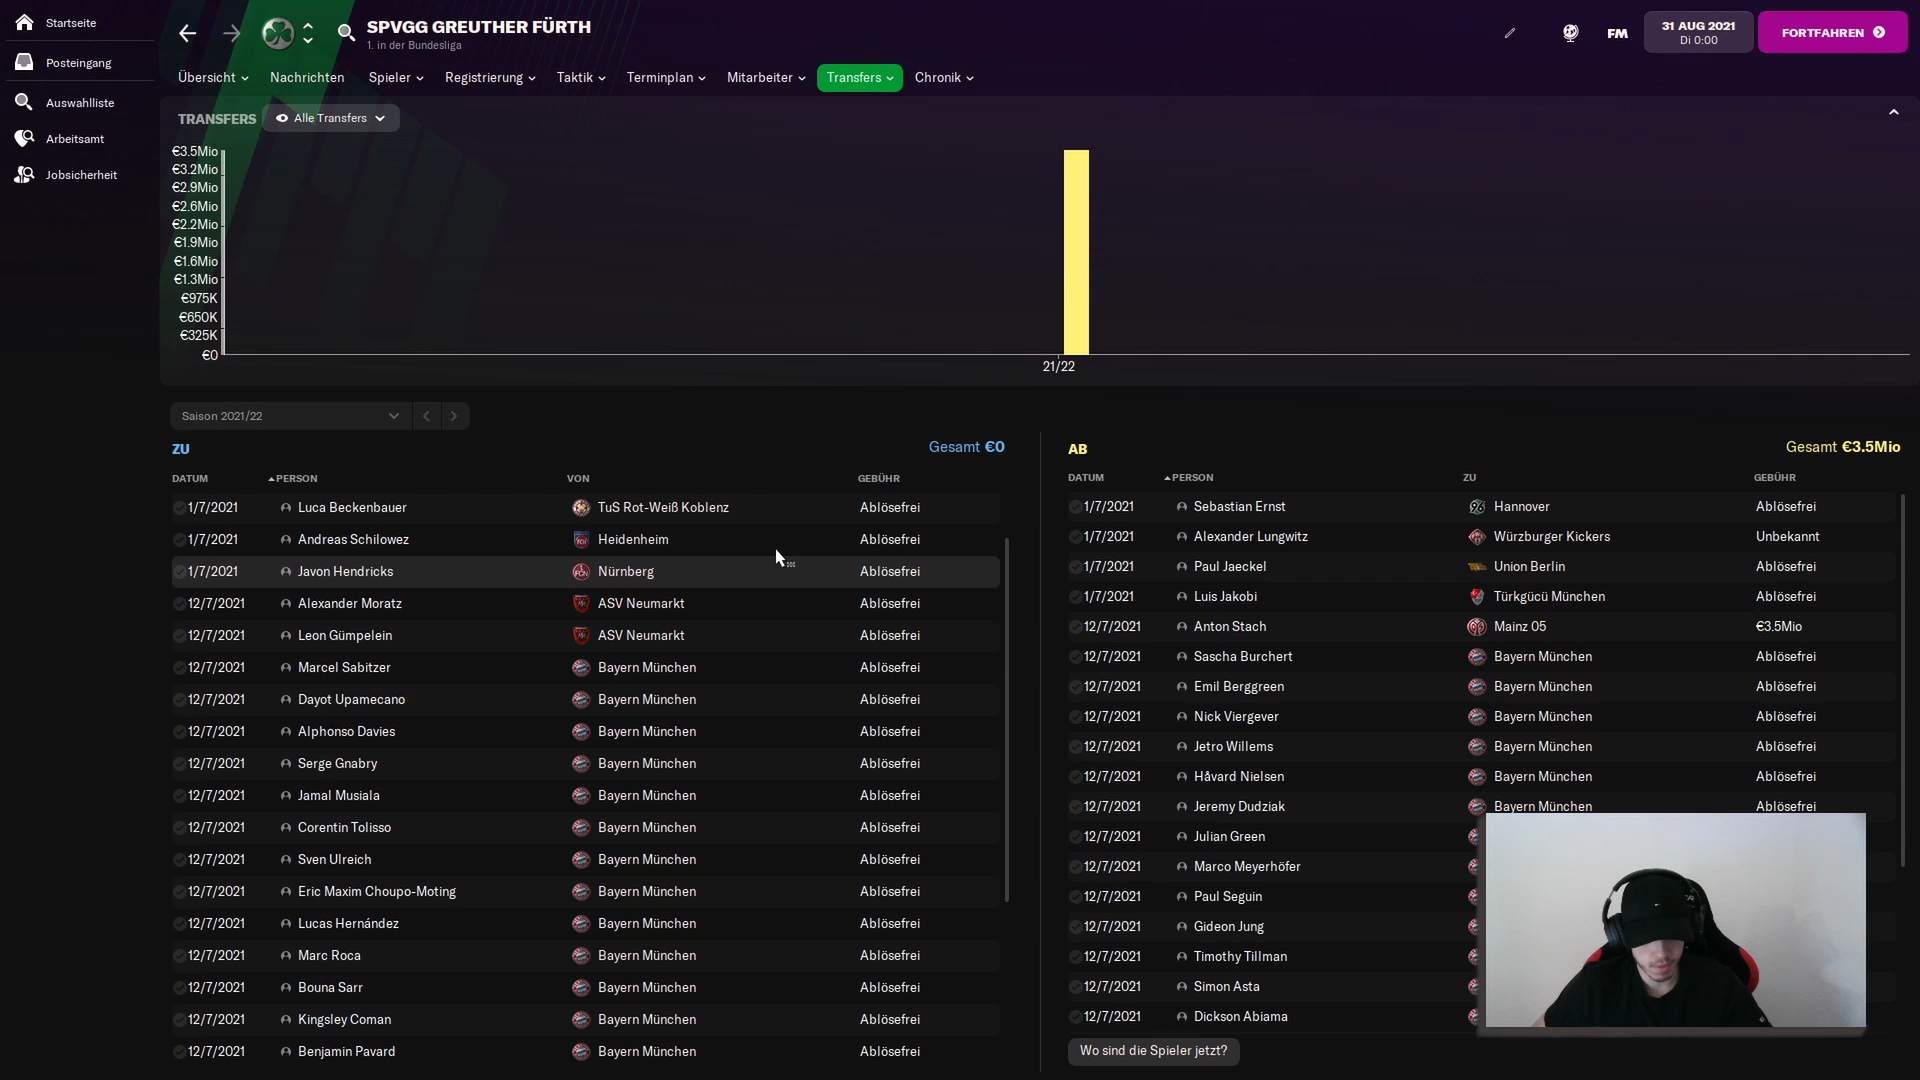 Startseite
Posteingang
Auswahlliste
Arbeitsamt
Jobsicherheit
SPVGG GREUTHER FÜRTH
1. in der Bundesliga
FM
31 AUG 2021
Di 0:00
FORTFAHREN
Übersicht Nachrichten Spieler Registrierung Taktik Terminplan Mitarbeiter Transfers Chronik
TRANSFERS Alle Transfers
€3.5Mio
€3.2Mio
€2.9Mio
€2.6Mio
€2.2Mio
€1.9Mio
€1.6Mio
€1.3Mio
€975K
€650K
€325K
€0
21/22
Saison 2021/22
ZU Gesamt €0
DATUM PERSON VON GEBÜHR
1/7/2021 Luca Beckenbauer TuS Rot-Weiß Koblenz Ablösefrei
1/7/2021 Andreas Schilowez Heidenheim Ablösefrei
1/7/2021 Javon Hendricks Nürnberg Ablösefrei
12/7/2021 Alexander Moratz ASV Neumarkt Ablösefrei
12/7/2021 Leon Gümpelein ASV Neumarkt Ablösefrei
12/7/2021 Marcel Sabitzer Bayern München Ablösefrei
12/7/2021 Dayot Upamecano Bayern München Ablösefrei
12/7/2021 Alphonso Davies Bayern München Ablösefrei
12/7/2021 Serge Gnabry Bayern München Ablösefrei
12/7/2021 Jamal Musiala Bayern München Ablösefrei
12/7/2021 Corentin Tolisso Bayern München Ablösefrei
12/7/2021 Sven Ulreich Bayern München Ablösefrei
12/7/2021 Eric Maxim Choupo-Moting Bayern München Ablösefrei
12/7/2021 Lucas Hernández Bayern München Ablösefrei
12/7/2021 Marc Roca Bayern München Ablösefrei
12/7/2021 Bouna Sarr Bayern München Ablösefrei
12/7/2021 Kingsley Coman Bayern München Ablösefrei
12/7/2021 Benjamin Pavard Bayern München Ablösefrei
AB Gesamt €3.5Mio
DATUM PERSON ZU GEBÜHR
1/7/2021 Sebastian Ernst Hannover Ablösefrei
1/7/2021 Alexander Lungwitz Würzburger Kickers Unbekannt
1/7/2021 Paul Jaeckel Union Berlin Ablösefrei
1/7/2021 Luis Jakobi Türkgücü München Ablösefrei
12/7/2021 Anton Stach Mainz 05 €3.5Mio
12/7/2021 Sascha Burchert Bayern München Ablösefrei
12/7/2021 Emil Berggreen Bayern München Ablösefrei
12/7/2021 Nick Viergever Bayern München Ablösefrei
12/7/2021 Jetro Willems Bayern München Ablösefrei
12/7/2021 Håvard Nielsen Bayern München Ablösefrei
12/7/2021 Jeremy Dudziak Bayern München Ablösefrei
12/7/2021 Julian Green
12/7/2021 Marco Meyerhöfer
12/7/2021 Paul Seguin
12/7/2021 Gideon Jung
12/7/2021 Timothy Tillman
12/7/2021 Simon Asta
12/7/2021 Dickson Abiama
Wo sind die Spieler jetzt?